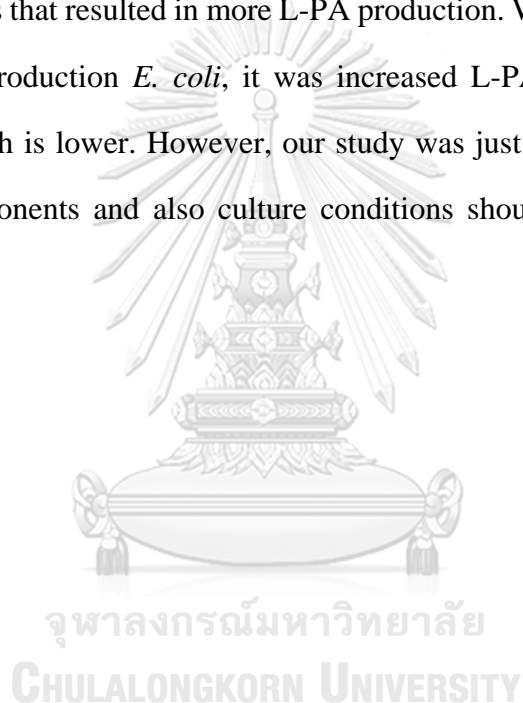 s that resulted in more L-PA production. V
roduction E. coli, it was increased L-PA
h is lower. However, our study was just
onents and also culture conditions shou
จุฬาลงกรณ์มหาวิทยาลัย
CHULALONGKORN UNIVERSITY